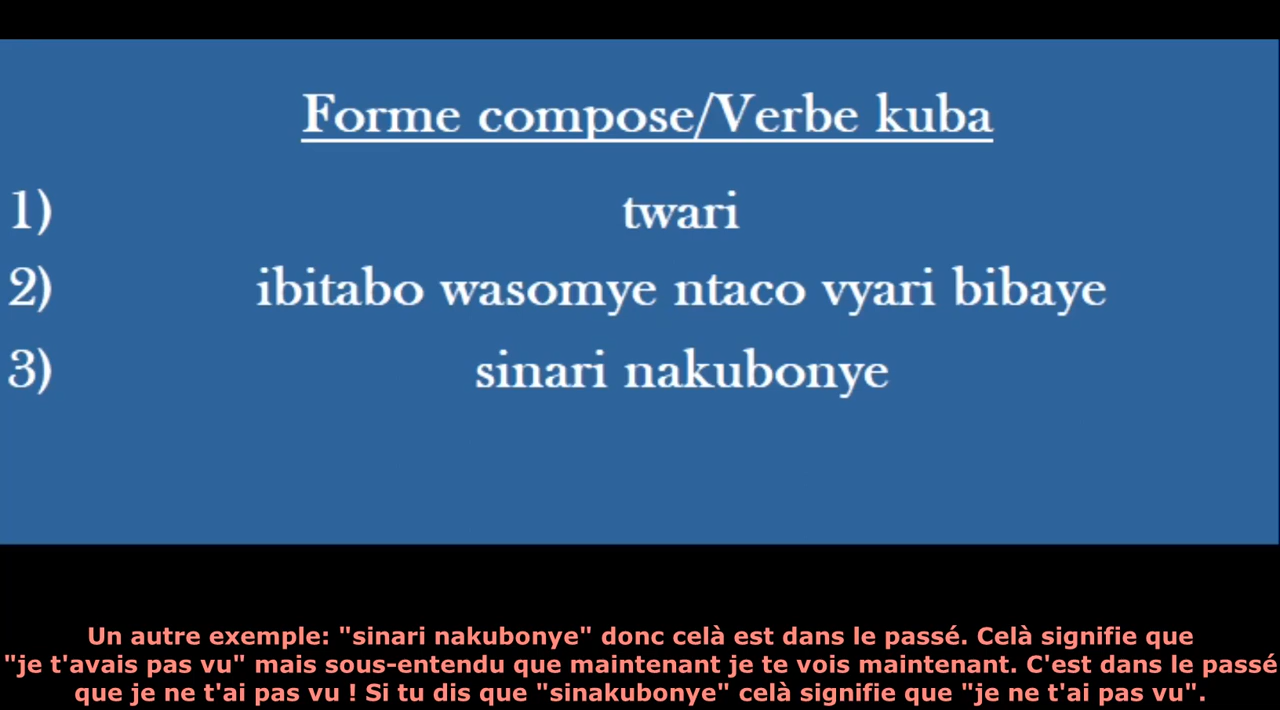 Forme compose/Verbe kuba
1) twari
2) ibitabo wasomye ntaco vyari bibaye
3) sinari nakubonye
Un autre exemple: "sinari nakubonye" donc celà est dans le passé. Celà signifie que
"je t'avais pas vu" mais sous-entendu que maintenant je te vois maintenant. C'est dans le passé
que je ne t'ai pas vu ! Si tu dis que "sinakubonye" celà signifie que "je ne t'ai pas vu".